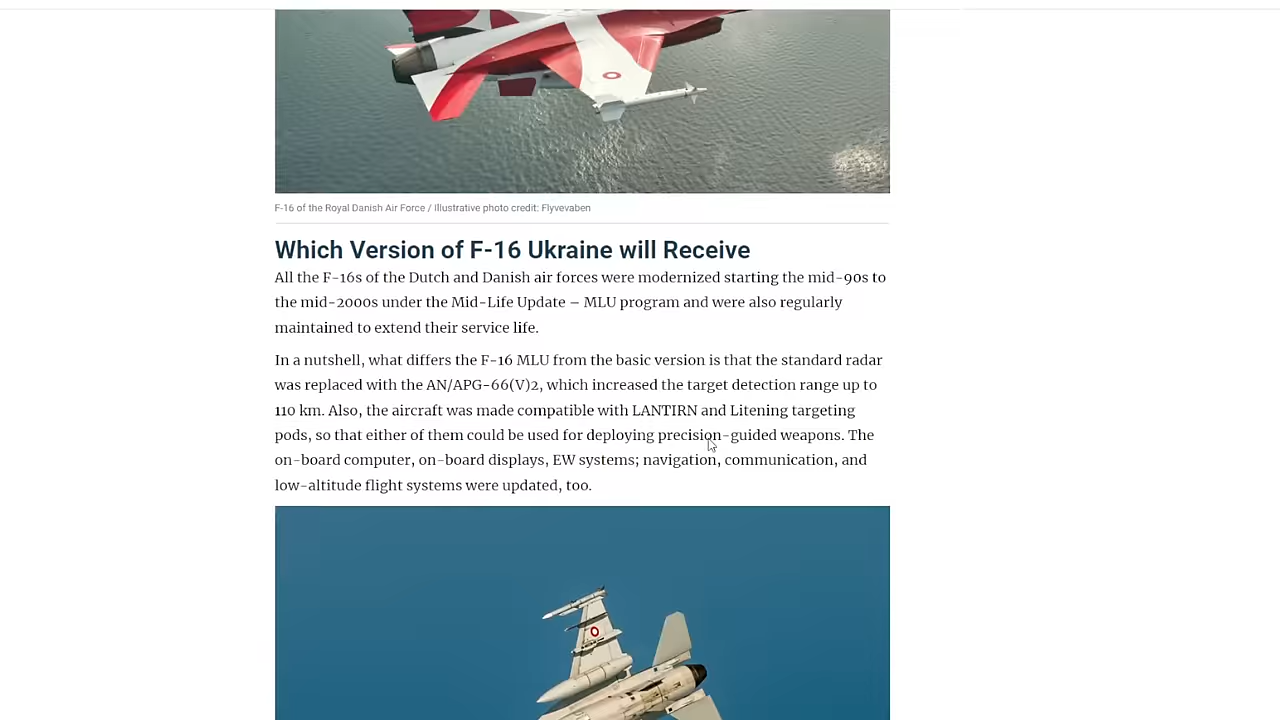 F-16 of the Royal Danish Air Force / Illustrative photo credit: Flyvevaben
Which Version of F-16 Ukraine will Receive
All the F-16s of the Dutch and Danish air forces were modernized starting the mid-90s to
the mid-2000s under the Mid-Life Update – MLU program and were also regularly
maintained to extend their service life.
In a nutshell, what differs the F-16 MLU from the basic version is that the standard radar
was replaced with the AN/APG-66(V)2, which increased the target detection range up to
110 km. Also, the aircraft was made compatible with LANTIRN and Litening targeting
pods, so that either of them could be used for deploying precision-guided weapons. The
on-board computer, on-board displays, EW systems; navigation, communication, and
low-altitude flight systems were updated, too.